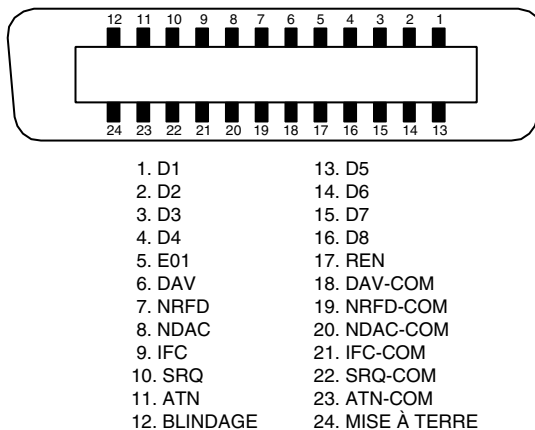 12 11 10 9 8 7 6 5 4 3 2 1
24 23 22 21 20 19 18 17 16 15 14 13
1. D1
2. D2
3. D3
4. D4
5. E01
6. DAV
7. NRFD
8. NDAC
9. IFC
10. SRQ
11. ATN
12. BLINDAGE
13. D5
14. D6
15. D7
16. D8
17. REN
18. DAV-COM
19. NRFD-COM
20. NDAC-COM
21. IFC-COM
22. SRQ-COM
23. ATN-COM
24. MISE À TERRE